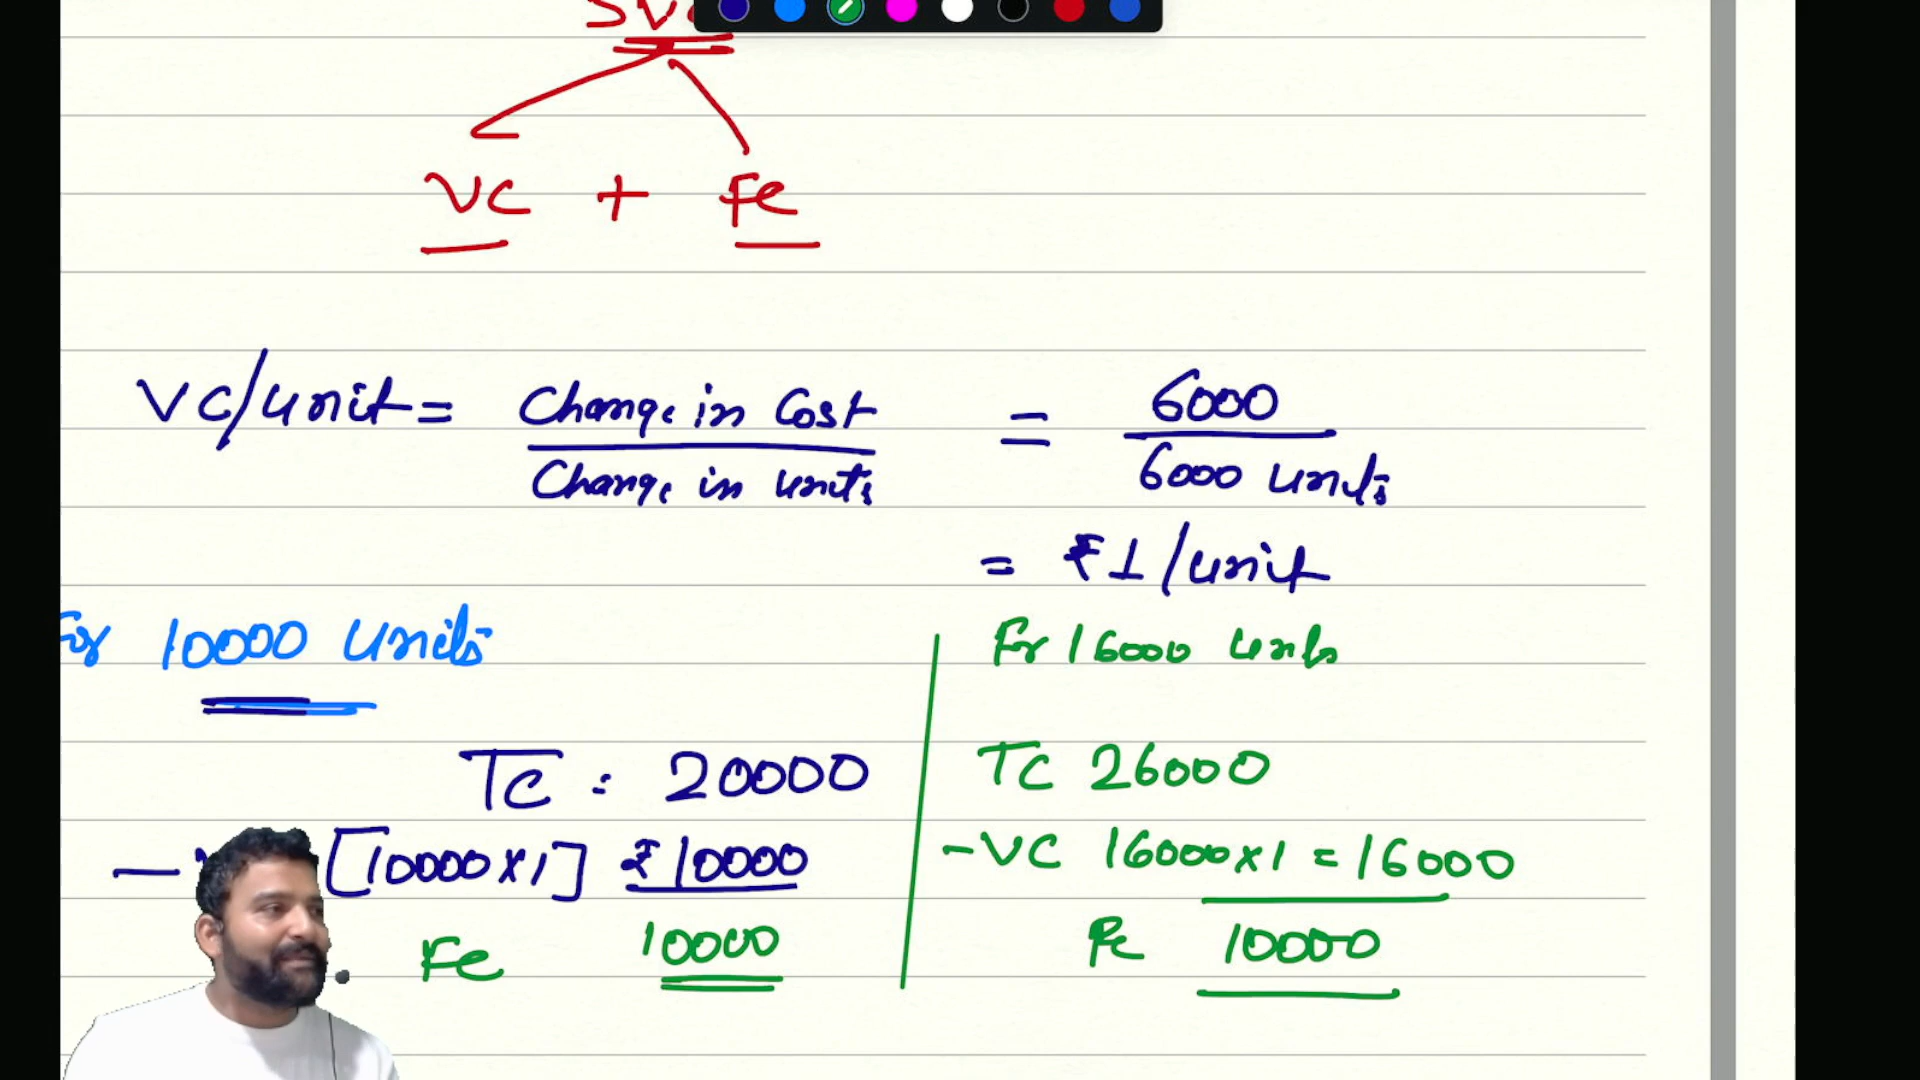 VC + FC
VC/unit = Change in Cost / Change in units = 6000 / 6000 units
= ₹1/unit
For 10000 units
TC : 20000
— [10000x1] ₹10000
FC 10000
For 16000 units
TC 26000
-VC 16000x1 = 16000
FC 10000